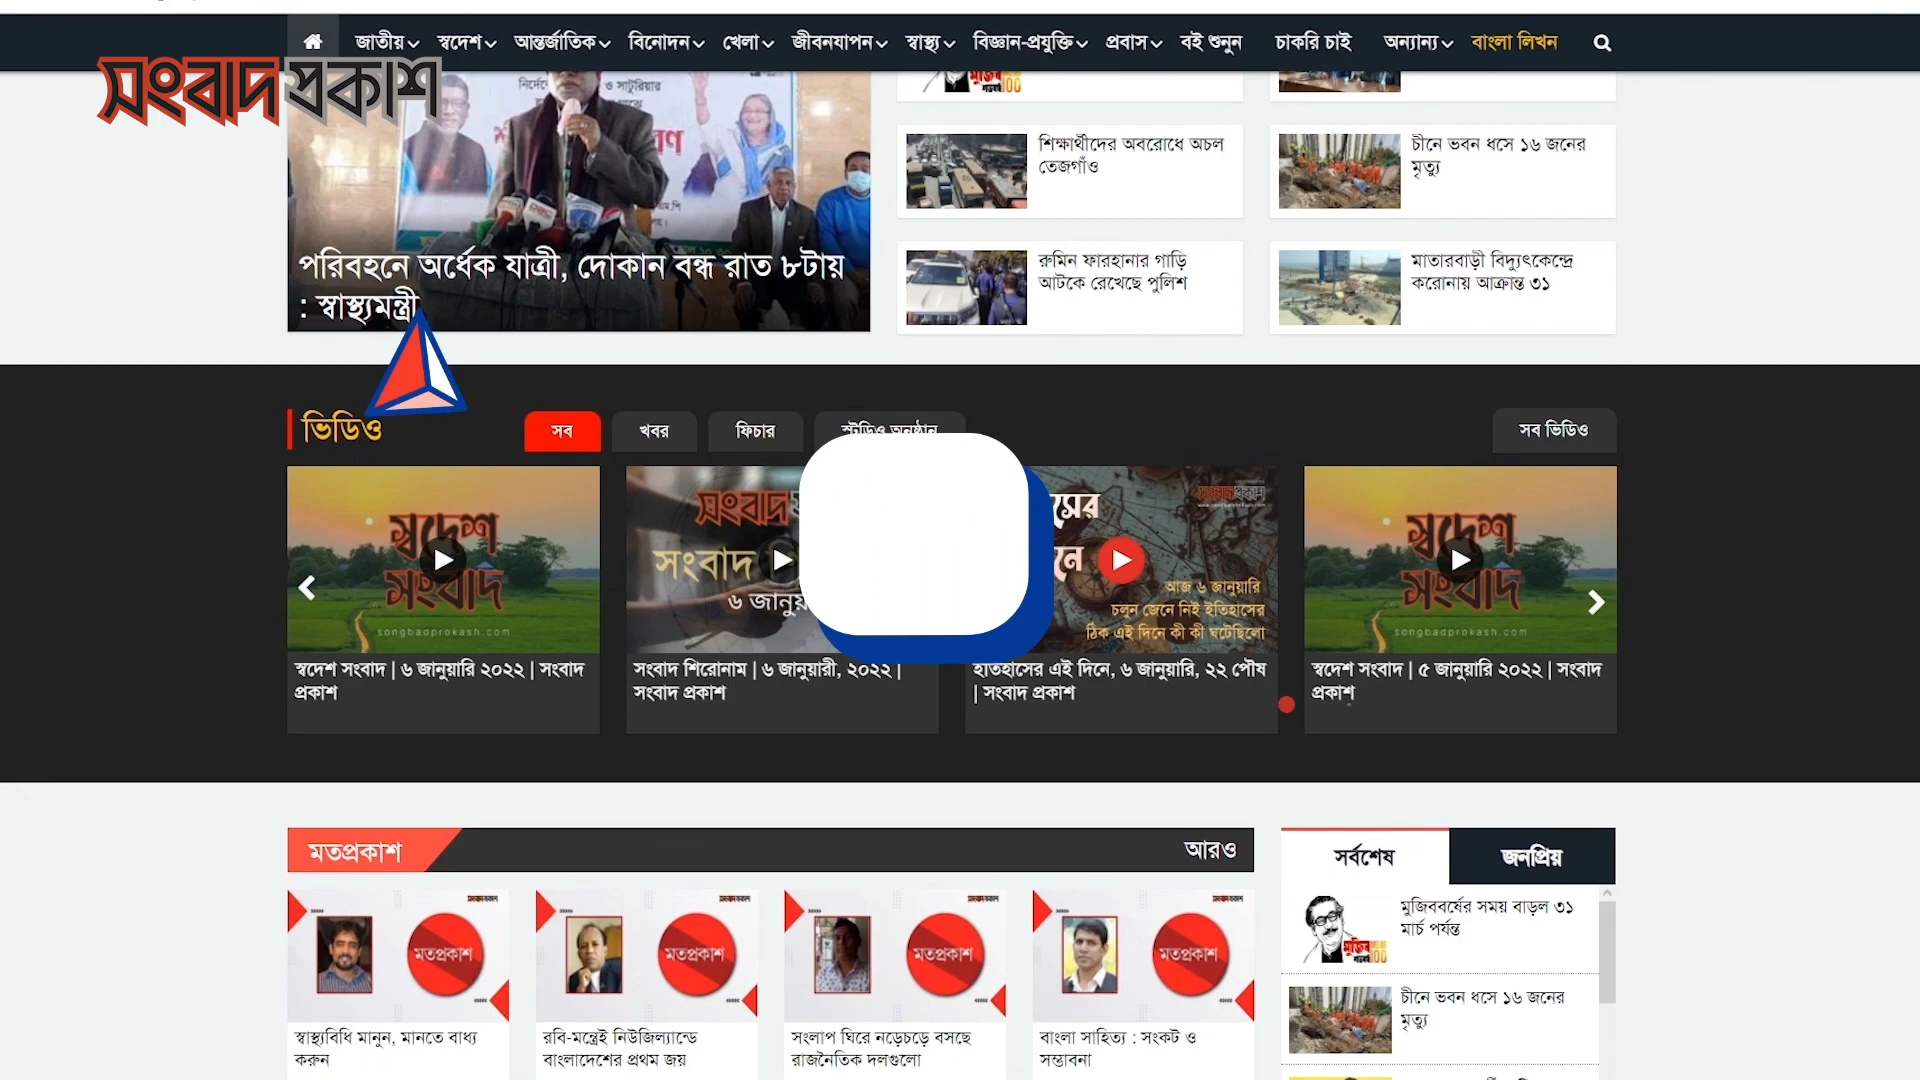 জাতীয় স্বদেশ আন্তর্জাতিক বিনোদন খেলা জীবনযাপন স্বাস্থ্য বিজ্ঞান-প্রযুক্তি প্রবাস বই শুনুন চাকরি চাই অন্যান্য বাংলা লিখন
সংবাদ প্রকাশ
ও সাটুরিয়ার
পরিবহনে অর্ধেক যাত্রী, দোকান বন্ধ রাত ৮টায়
: স্বাস্থ্যমন্ত্রী
শিক্ষার্থীদের অবরোধে অচল
তেজগাঁও
চীনে ভবন ধসে ১৬ জনের
মৃত্যু
রুমিন ফারহানার গাড়ি
আটকে রেখেছে পুলিশ
মাতারবাড়ী বিদ্যুৎকেন্দ্রে
করোনায় আক্রান্ত ৩১
ভিডিও
সব
খবর
ফিচার
স্টুডিও অনুষ্ঠান
সব ভিডিও
স্বদেশ
সংবাদ
songbadprokash.com
স্বদেশ সংবাদ | ৬ জানুয়ারি ২০২২ | সংবাদ
প্রকাশ
সংবাদ
সংবাদ
সংবাদ শিরোনাম | ৬ জানুয়ারী, ২০২২ |
সংবাদ প্রকাশ
আজ ৬ জানুয়ারি
চলুন জেনে নিই ইতিহাসের
ঠিক এই দিনে কী কী ঘটেছিলো
ইতিহাসের এই দিনে, ৬ জানুয়ারি, ২২ পৌষ
| সংবাদ প্রকাশ
স্বদেশ
সংবাদ
songbadprokash.com
স্বদেশ সংবাদ | ৫ জানুয়ারি ২০২২ | সংবাদ
প্রকাশ
মতপ্রকাশ
আরও
মতপ্রকাশ
স্বাস্থ্যবিধি মানুন, মানতে বাধ্য
করুন
মতপ্রকাশ
রবি-মন্ত্রেই নিউজিল্যান্ডে
বাংলাদেশের প্রথম জয়
মতপ্রকাশ
সংলাপ ঘিরে নড়েচড়ে বসছে
রাজনৈতিক দলগুলো
মতপ্রকাশ
বাংলা সাহিত্য : সংকট ও
সম্ভাবনা
সর্বশেষ
জনপ্রিয়
মুজিববর্ষের সময় বাড়ল ৩১
মার্চ পর্যন্ত
চীনে ভবন ধসে ১৬ জনের
মৃত্যু